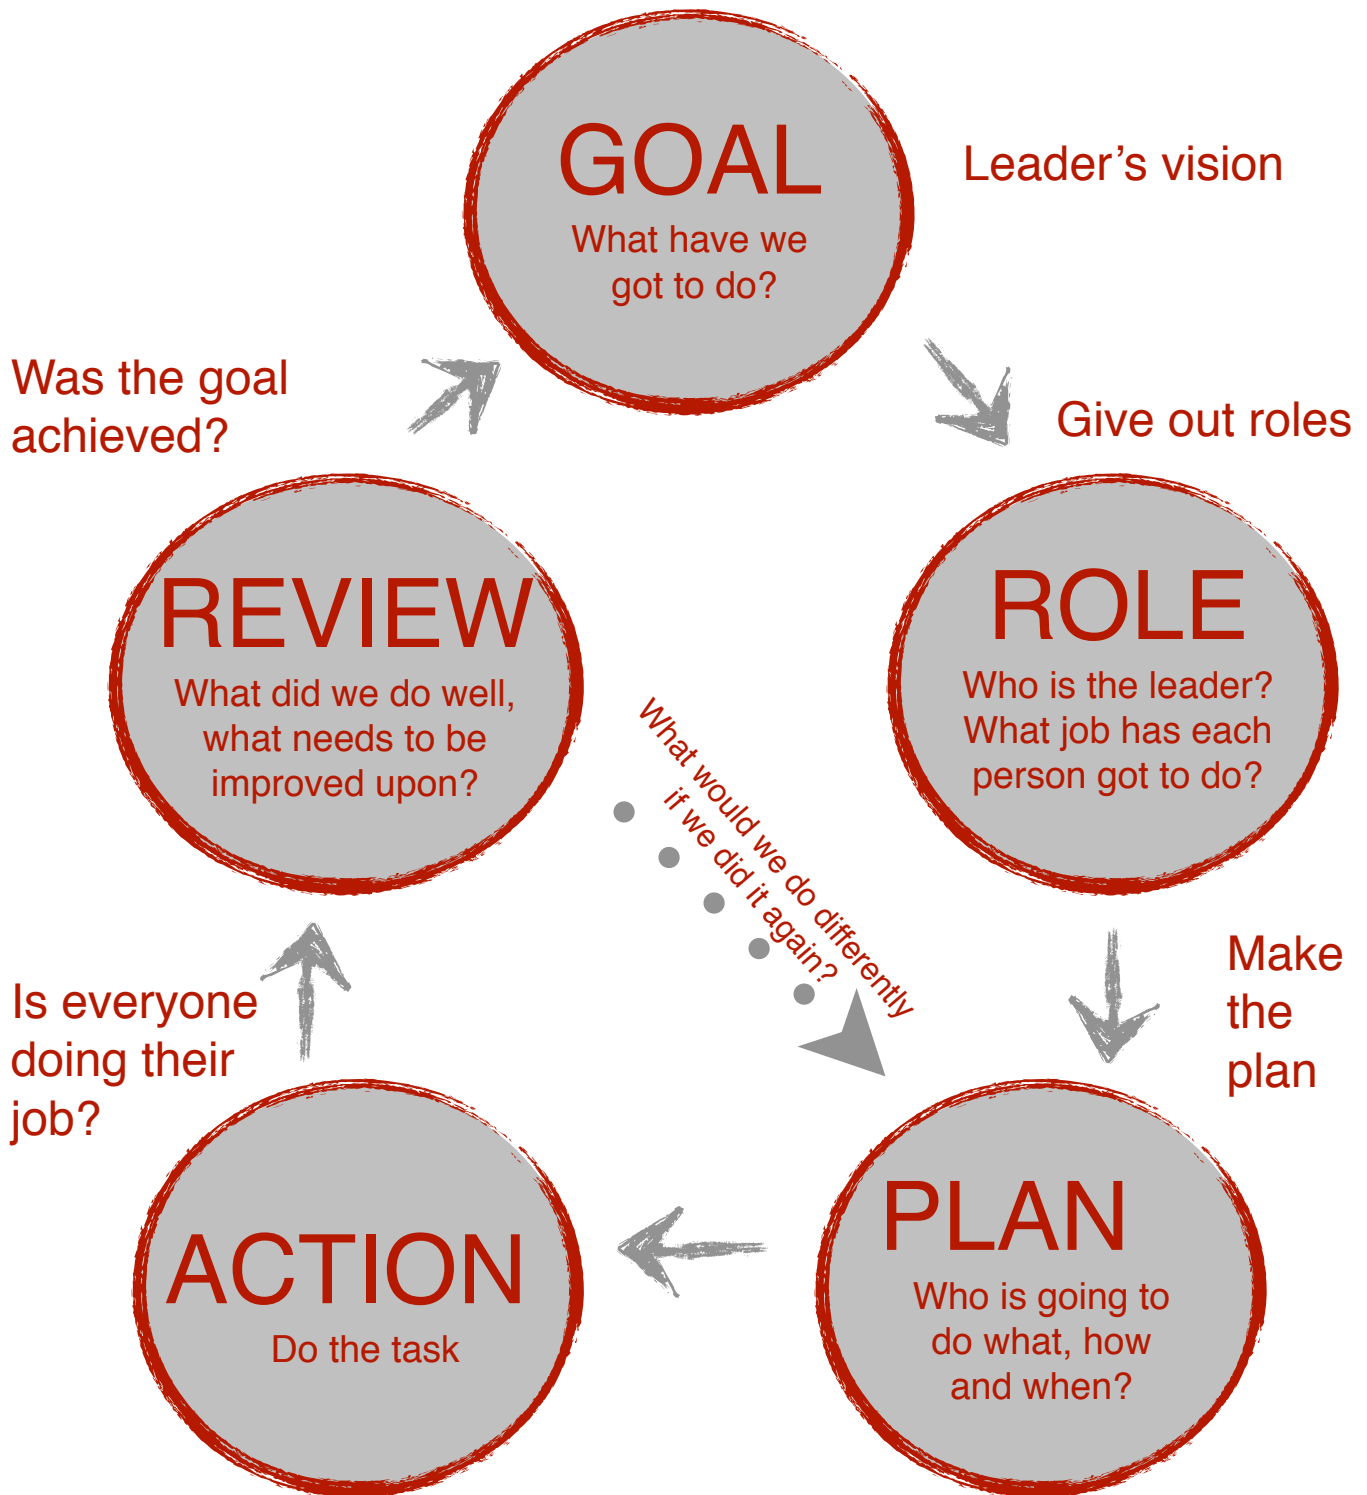 GOAL
What have we
got to do?
Leader’s vision
Give out roles
ROLE
Who is the leader?
What job has each
person got to do?
Make
the
plan
PLAN
Who is going to
do what, how
and when?
ACTION
Do the task
Is everyone
doing their
job?
REVIEW
What did we do well,
what needs to be
improved upon?
Was the goal
achieved?
What would we do differently
if we did it again?